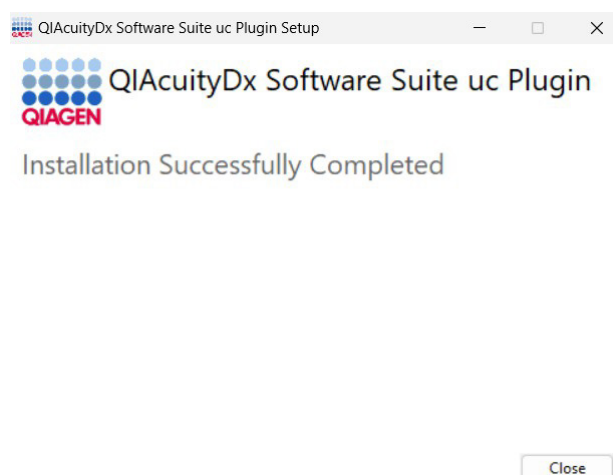 QIAcuityDx Software Suite uc Plugin Setup
QIAcuityDx Software Suite uc Plugin
QIAGEN
Installation Successfully Completed
Close